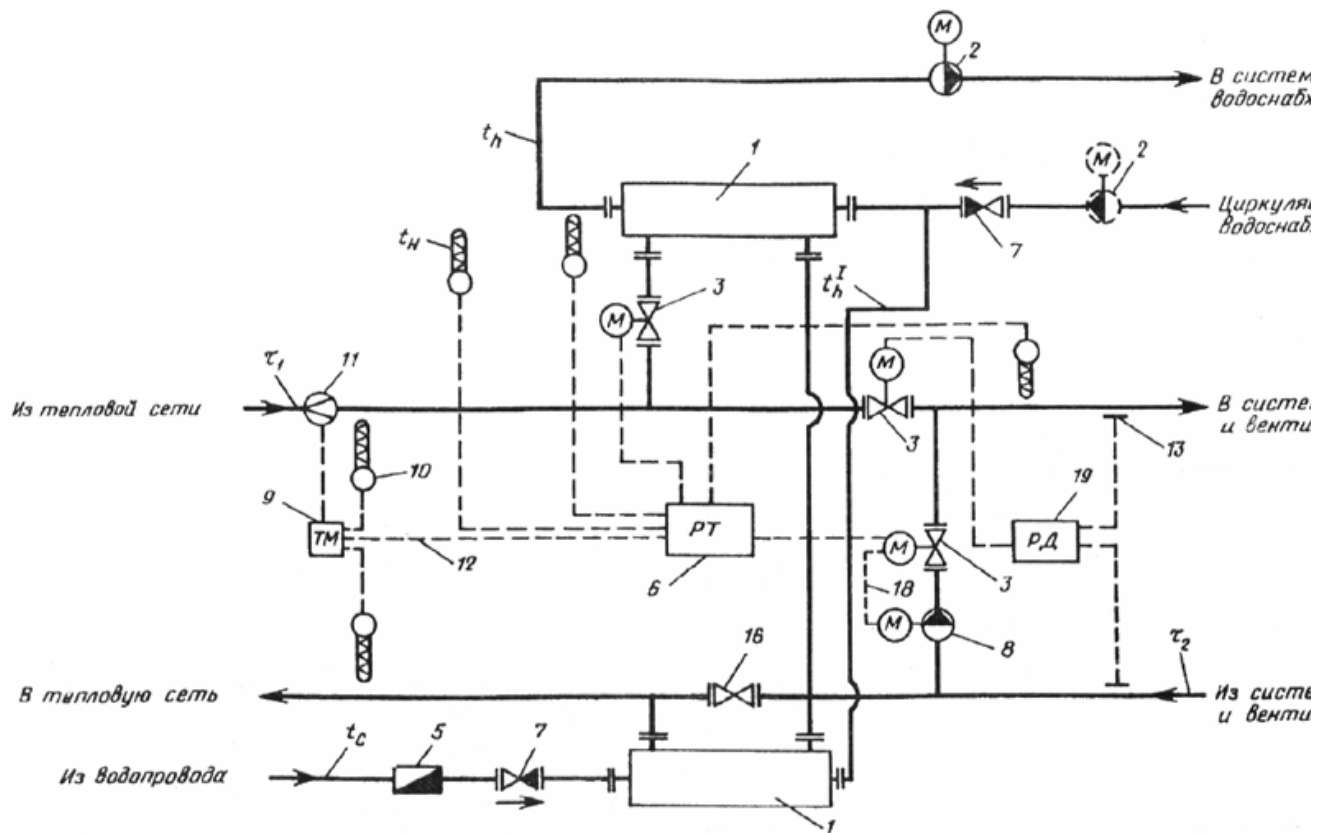 М
2
В систем
водоснаб
t_h
1
М
2
Циркуля
водоснаб
7
t_н
3
t_h^I
М
τ_1
11
М
Из тепловой сети
В систе
и венти
3
13
10
9
ТМ
РТ
19
РД
12
6
М
3
18
М
8
16
τ_2
В тепловую сеть
Из систе
и венти
t_c
5
7
Из водопровода
1